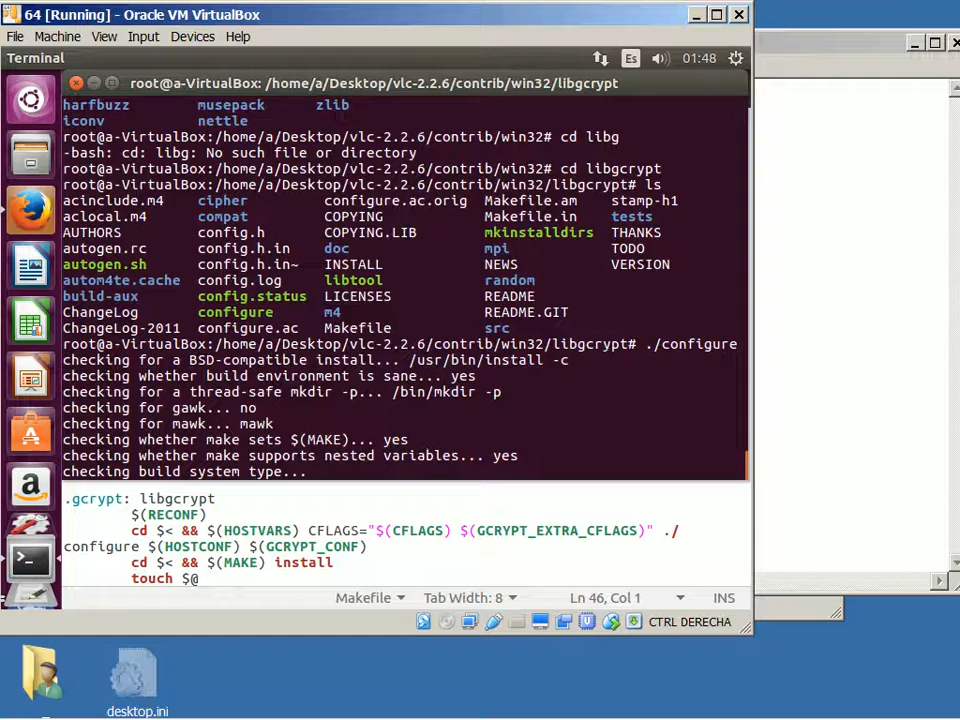 64 [Running] - Oracle VM VirtualBox
File Machine View Input Devices Help
Terminal Es 01:48
root@a-VirtualBox: /home/a/Desktop/vlc-2.2.6/contrib/win32/libgcrypt
harfbuzz musepack zlib
iconv nettle
root@a-VirtualBox:/home/a/Desktop/vlc-2.2.6/contrib/win32# cd libg
-bash: cd: libg: No such file or directory
root@a-VirtualBox:/home/a/Desktop/vlc-2.2.6/contrib/win32# cd libgcrypt
root@a-VirtualBox:/home/a/Desktop/vlc-2.2.6/contrib/win32/libgcrypt# ls
acinclude.m4 cipher configure.ac.orig Makefile.am stamp-h1
aclocal.m4 compat COPYING Makefile.in tests
AUTHORS config.h COPYING.LIB mkinstalldirs THANKS
autogen.rc config.h.in doc mpi TODO
autogen.sh config.h.in~ INSTALL NEWS VERSION
autom4te.cache config.log libtool random
build-aux config.status LICENSES README
ChangeLog configure m4 README.GIT
ChangeLog-2011 configure.ac Makefile src
root@a-VirtualBox:/home/a/Desktop/vlc-2.2.6/contrib/win32/libgcrypt# ./configure
checking for a BSD-compatible install... /usr/bin/install -c
checking whether build environment is sane... yes
checking for a thread-safe mkdir -p... /bin/mkdir -p
checking for gawk... no
checking for mawk... mawk
checking whether make sets $(MAKE)... yes
checking whether make supports nested variables... yes
checking build system type...
.gcrypt: libgcrypt
$(RECONF)
cd $< && $(HOSTVARS) CFLAGS="$(CFLAGS) $(GCRYPT_EXTRA_CFLAGS)" ./
configure $(HOSTCONF) $(GCRYPT_CONF)
cd $< && $(MAKE) install
touch $@
Makefile Tab Width: 8 Ln 46, Col 1 INS
CTRL DERECHA
desktop.ini